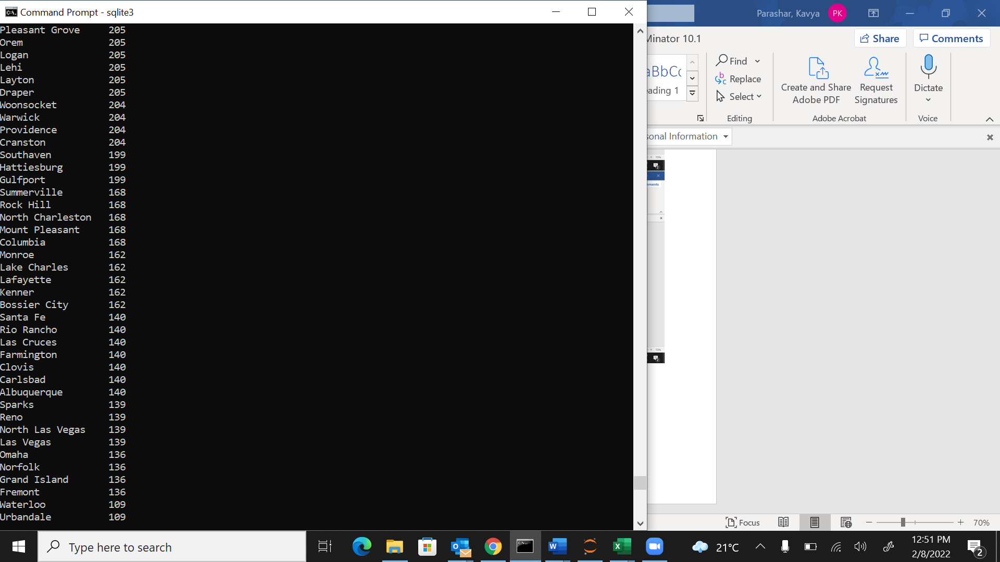 Command Prompt - sqlite3
Pleasant Grove 205
Orem 205
Logan 205
Lehi 205
Layton 205
Draper 205
Woonsocket 204
Warwick 204
Providence 204
Cranston 204
Southaven 199
Hattiesburg 199
Gulfport 199
Summerville 168
Rock Hill 168
North Charleston 168
Mount Pleasant 168
Columbia 168
Monroe 162
Lake Charles 162
Lafayette 162
Kenner 162
Bossier City 162
Santa Fe 140
Rio Rancho 140
Las Cruces 140
Farmington 140
Clovis 140
Carlsbad 140
Albuquerque 140
Sparks 139
Reno 139
North Las Vegas 139
Las Vegas 139
Omaha 136
Norfolk 136
Grand Island 136
Fremont 136
Waterloo 109
Urbandale 109
Parashar, Kavya PK
Minator 10.1
Share Comments
aBbCc
eading 1
Find
Replace
Select
Editing
Create and Share
Adobe PDF
Request
Signatures
Adobe Acrobat
Dictate
Voice
sonal Information
70%
mments
70%
Focus 70%
Type here to search
21°C
12:51 PM
2/8/2022
2